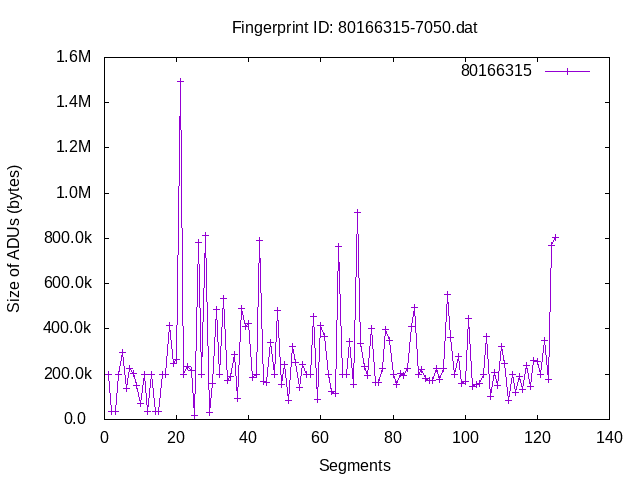 Fingerprint ID: 80166315-7050.dat
1.6M
80166315
1.4M
1.2M
1.0M
800.0k
600.0k
400.0k
200.0k
0.0
0 20 40 60 80 100 120 140
Size of ADUs (bytes)
Segments